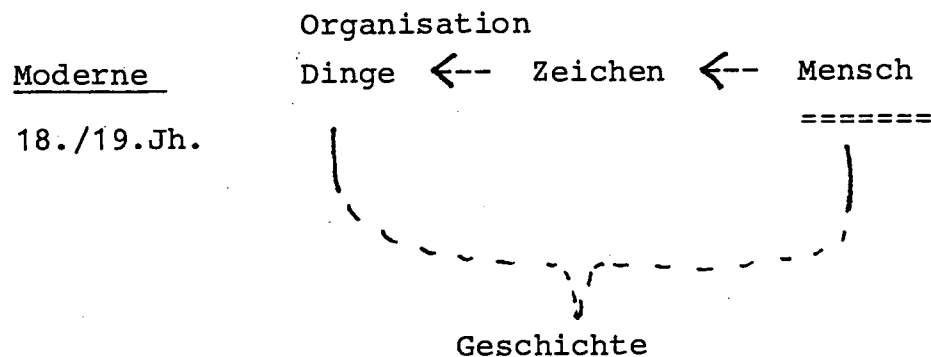 Organisation
Moderne Dinge <-- Zeichen <-- Mensch
18./19.Jh. =======
Geschichte